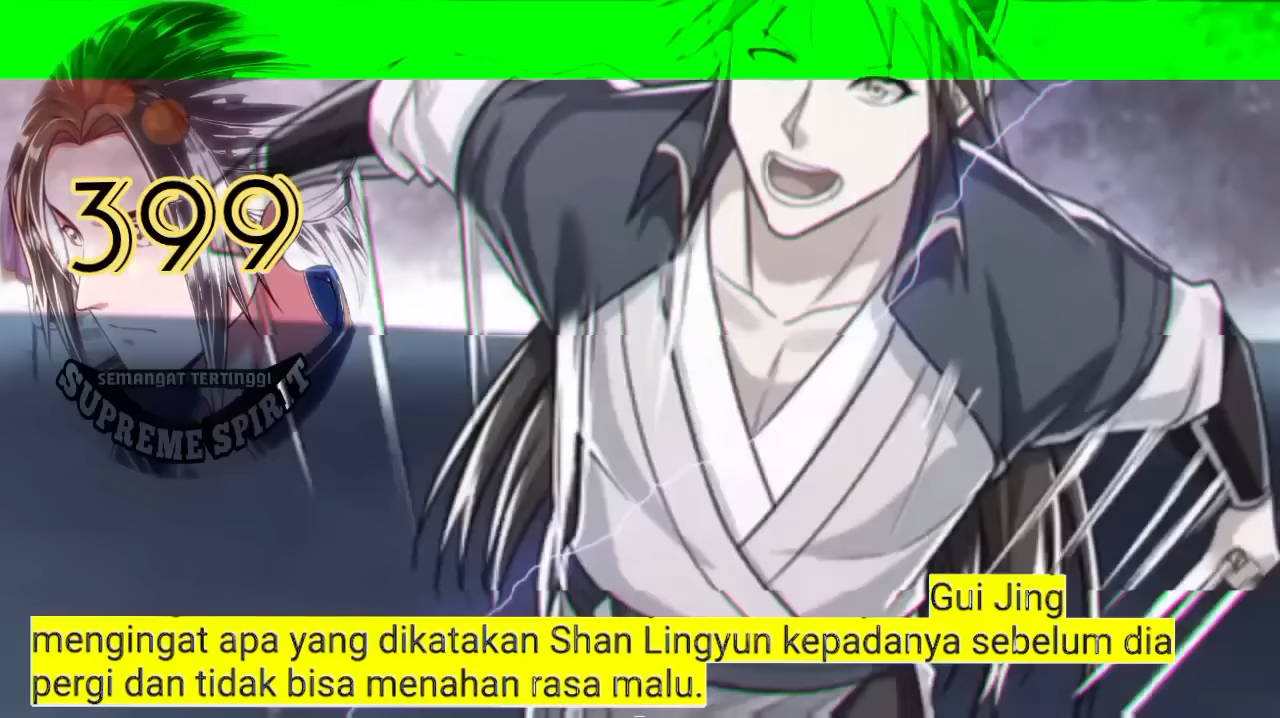 399
SEMANGAT TERTINGGI
SUPREME SPIRIT
Gui Jing
mengingat apa yang dikatakan Shan Lingyun kepadanya sebelum dia
pergi dan tidak bisa menahan rasa malu.